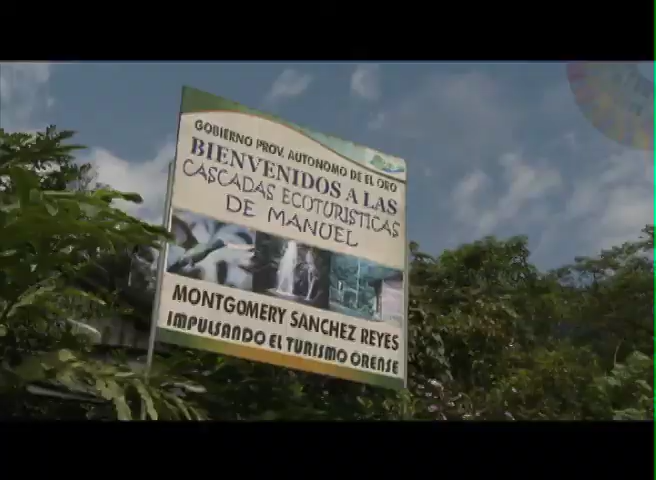 GOBIERNO PROV. AUTONOMO DE EL ORO
BIENVENIDOS A LAS
CASCADAS ECOTURISTICAS
DE MANUEL
MONTGOMERY SANCHEZ REYES
IMPULSANDO EL TURISMO ORENSE